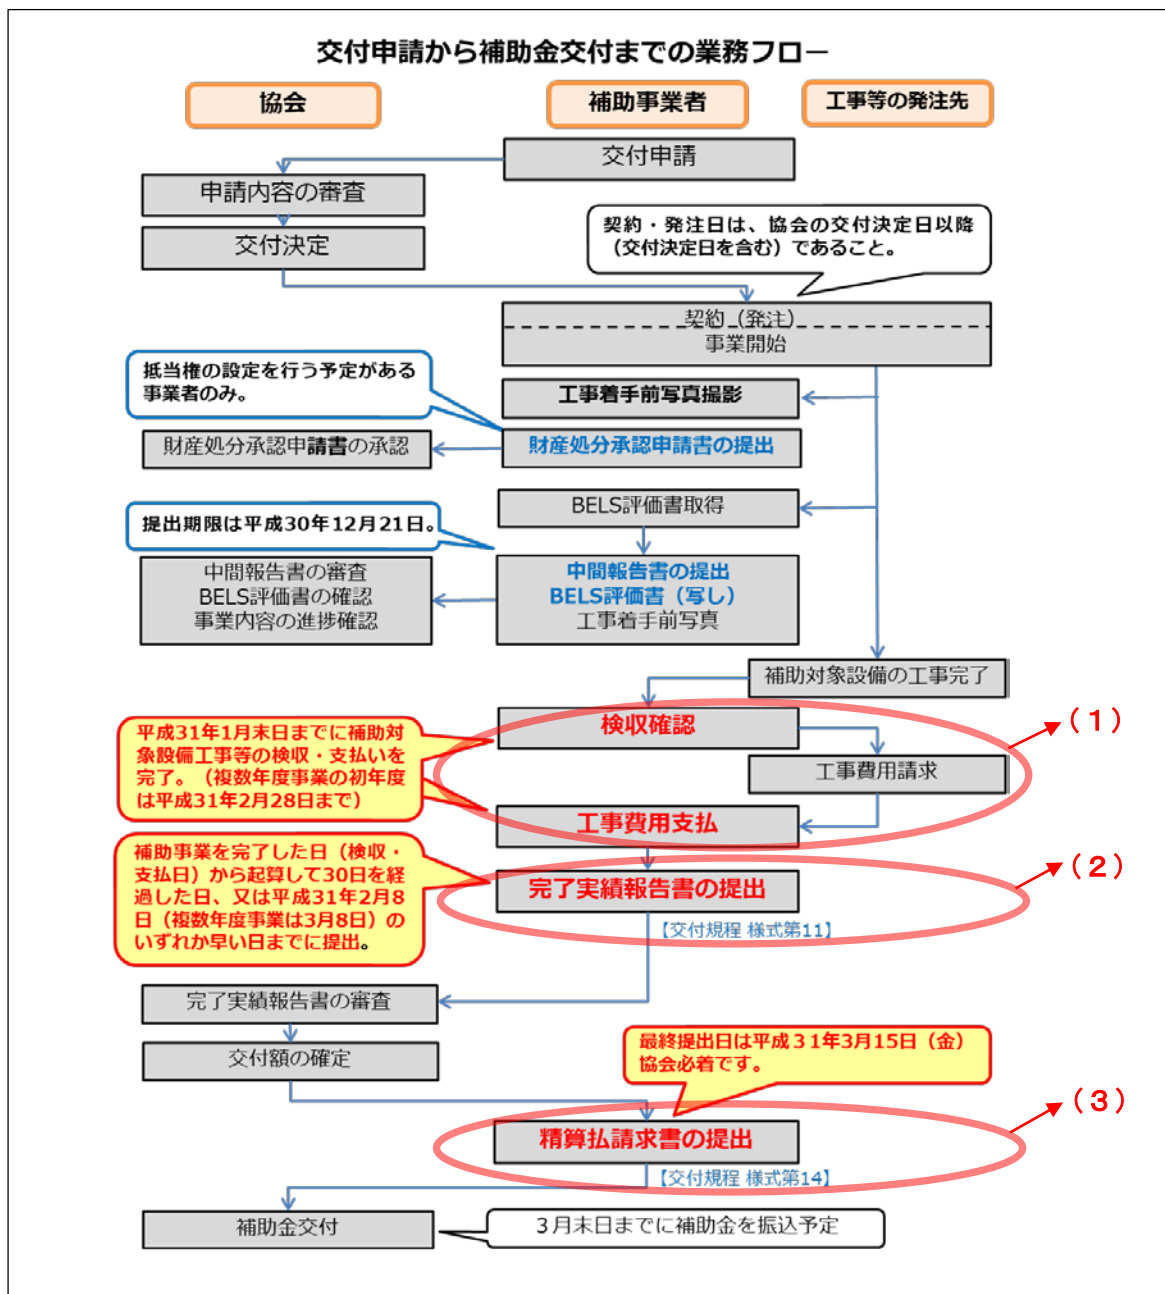 交付申請から補助金交付までの業務フロー
協会
補助事業者
工事等の発注先
交付申請
申請内容の審査
交付決定
契約・発注日は、協会の交付決定日以降
（交付決定日を含む）であること。
契約（発注）
事業開始
抵当権の設定を行う予定がある
事業者のみ。
工事着手前写真撮影
財産処分承認申請書の承認
財産処分承認申請書の提出
BELS評価書取得
提出期限は平成30年12月21日。
中間報告書の審査
BELS評価書の確認
事業内容の進捗確認
中間報告書の提出
BELS評価書（写し）
工事着手前写真
補助対象設備の工事完了
検収確認
（1）
平成31年1月末日までに補助対
象設備工事等の検収・支払いを
完了。（複数年度事業の初年度
は平成31年2月28日まで）
工事費用請求
工事費用支払
補助事業を完了した日（検収・
支払日）から起算して30日を経
過した日、又は平成31年2月8
日（複数年度事業は3月8日）の
いずれか早い日までに提出。
完了実績報告書の提出
（2）
【交付規程 様式第11】
完了実績報告書の審査
交付額の確定
最終提出日は平成３１年3月15日（金）
協会必着です。
精算払請求書の提出
（3）
【交付規程 様式第14】
補助金交付
３月末日までに補助金を振込予定